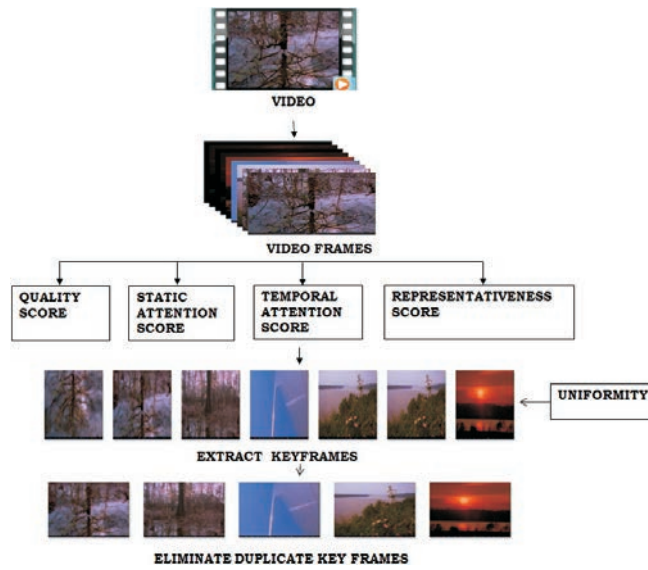 VIDEO
VIDEO FRAMES
QUALITY
SCORE
STATIC
ATTENTION
SCORE
TEMPORAL
ATTENTION
SCORE
REPRESENTATIVENESS
SCORE
UNIFORMITY
EXTRACT KEYFRAMES
ELIMINATE DUPLICATE KEY FRAMES